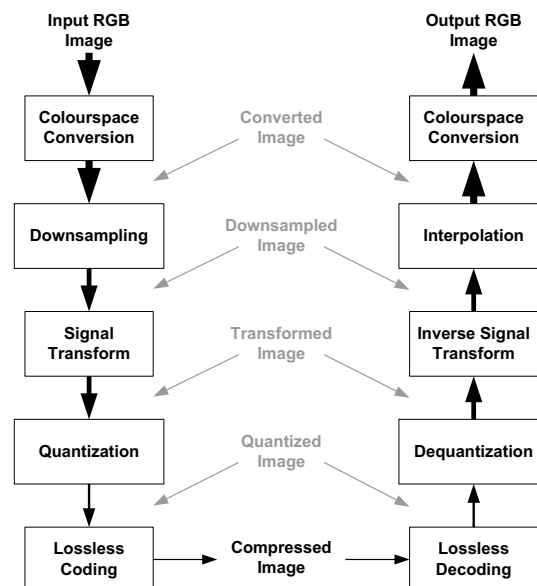 Input RGB
Image
Output RGB
Image
Colourspace
Conversion
Converted
Image
Colourspace
Conversion
Downsampling
Downsampled
Image
Interpolation
Signal
Transform
Transformed
Image
Inverse Signal
Transform
Quantization
Quantized
Image
Dequantization
Lossless
Coding
Compressed
Image
Lossless
Decoding